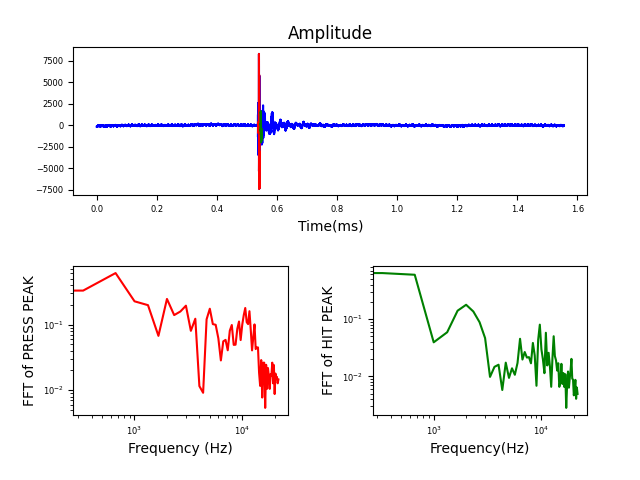 Amplitude
7500
5000
2500
0
−2500
−5000
−7500
0.0 0.2 0.4 0.6 0.8 1.0 1.2 1.4 1.6
Time(ms)
FFT of PRESS PEAK
10⁻¹
10⁻²
10³ 10⁴
Frequency (Hz)
FFT of HIT PEAK
10⁻¹
10⁻²
10³ 10⁴
Frequency(Hz)